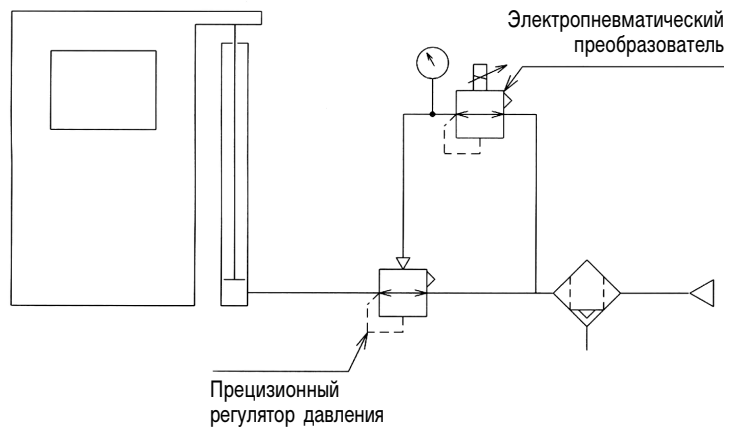 Электропневматический
преобразователь
Прецизионный
регулятор давления